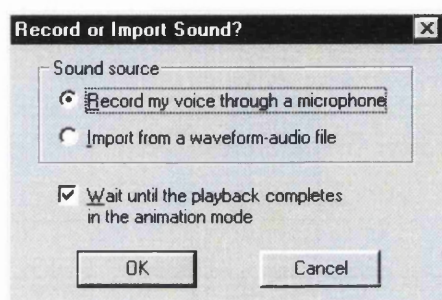 Record or Import Sound?
Sound source
Record my voice through a microphone
Import from a waveform-audio file
Wait until the playback completes
in the animation mode
OK
Cancel